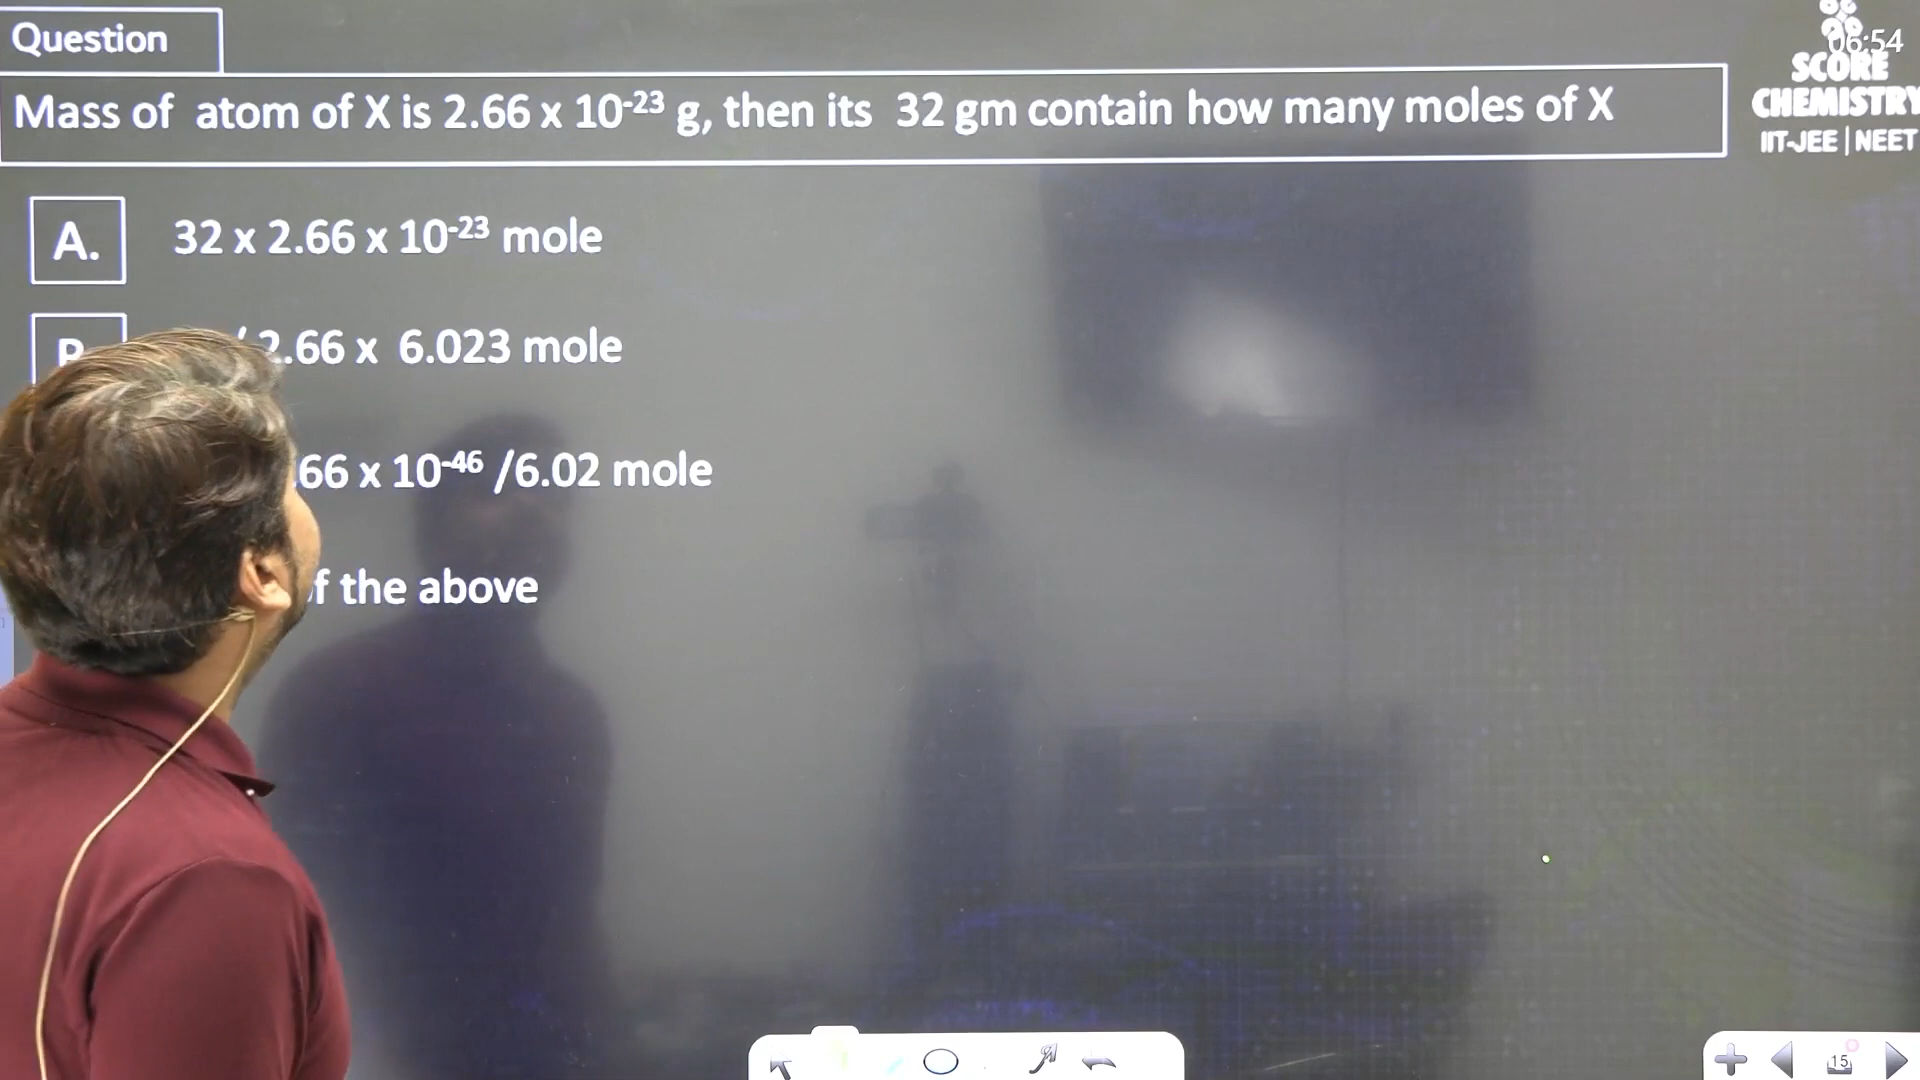 Question
06:54
SCORE
CHEMISTRY
IIT-JEE | NEET
Mass of atom of X is 2.66 x 10⁻²³ g, then its 32 gm contain how many moles of X
A. 32 x 2.66 x 10⁻²³ mole
/ 2.66 x 6.023 mole
.66 x 10⁻⁴⁶ /6.02 mole
of the above
15